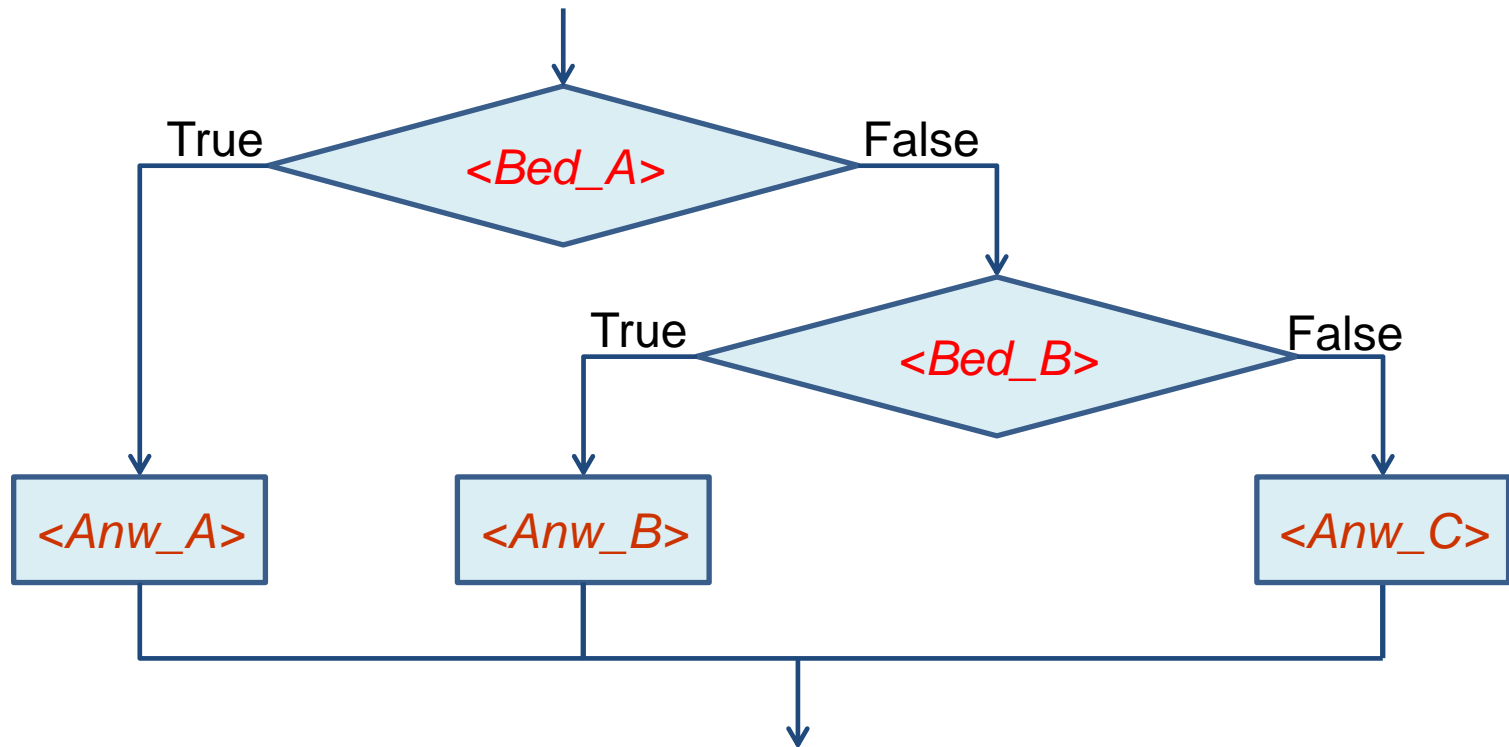 True
False
<Bed_A>
True
False
<Bed_B>
<Anw_A>
<Anw_B>
<Anw_C>